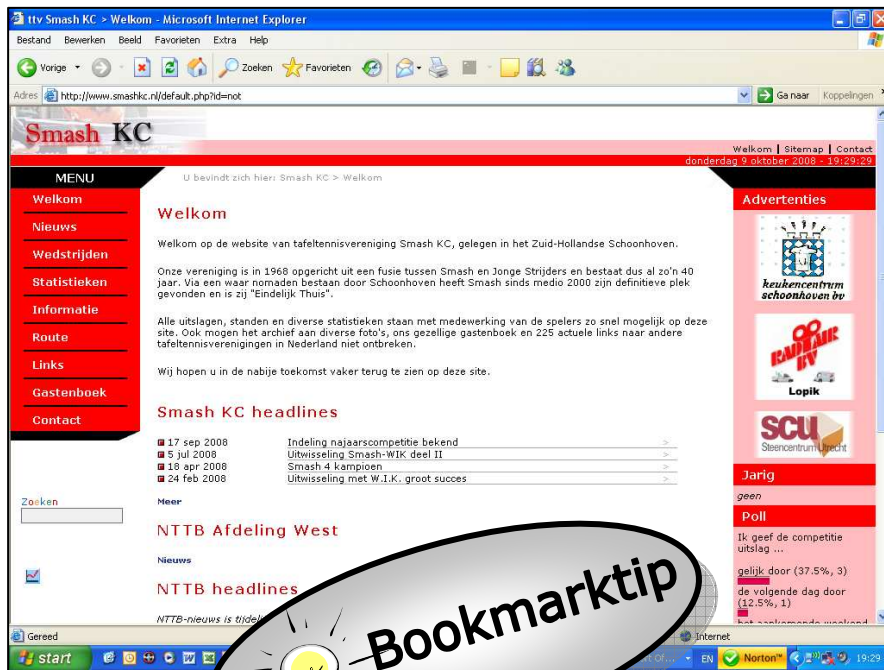 ttv Smash KC > Welkom - Microsoft Internet Explorer
Bestand Bewerken Beeld Favorieten Extra Help
Vorige Zoeken Favorieten
Adres http://www.smashkc.nl/default.php?id=not Ga naar Koppelingen
Smash KC
Welkom | Sitemap | Contact
donderdag 9 oktober 2008 - 19:29:29
MENU
Welkom
Nieuws
Wedstrijden
Statistieken
Informatie
Route
Links
Gastenboek
Contact
Zoeken
U bevindt zich hier: Smash KC > Welkom
Welkom
Welkom op de website van tafeltennisvereniging Smash KC, gelegen in het Zuid-Hollandse Schoonhoven.
Onze vereniging is in 1968 opgericht uit een fusie tussen Smash en Jonge Strijders en bestaat dus al zo'n 40
jaar. Via een waar nomaden bestaan door Schoonhoven heeft Smash sinds medio 2000 zijn definitieve plek
gevonden en is zij "Eindelijk Thuis".
Alle uitslagen, standen en diverse statistieken staan met medewerking van de spelers zo snel mogelijk op deze
site. Ook mogen het archief aan diverse foto's, ons gezellige gastenboek en 225 actuele links naar andere
tafeltennisverenigingen in Nederland niet ontbreken.
Wij hopen u in de nabije toekomst vaker terug te zien op deze site.
Smash KC headlines
17 sep 2008 Indeling najaarscompetitie bekend >
5 jul 2008 Uitwisseling Smash-WIK deel II >
18 apr 2008 Smash 4 kampioen >
24 feb 2008 Uitwisseling met W.I.K. groot succes >
Meer
NTTB Afdeling West
Nieuws
NTTB headlines
NTTB-nieuws is
Advertenties
keukencentrum
schoonhoven bv
RADIAIR
BV
Lopik
SCU
Steencentrum Utrecht
Jarig
geen
Poll
Ik geef de competitie
uitslag ...
gelijk door (37.5%, 3)
de volgende dag door
(12.5%, 1)
het aankomende weekend
Bookmarktip
Gereed Internet
start EN Norton™ 19:29